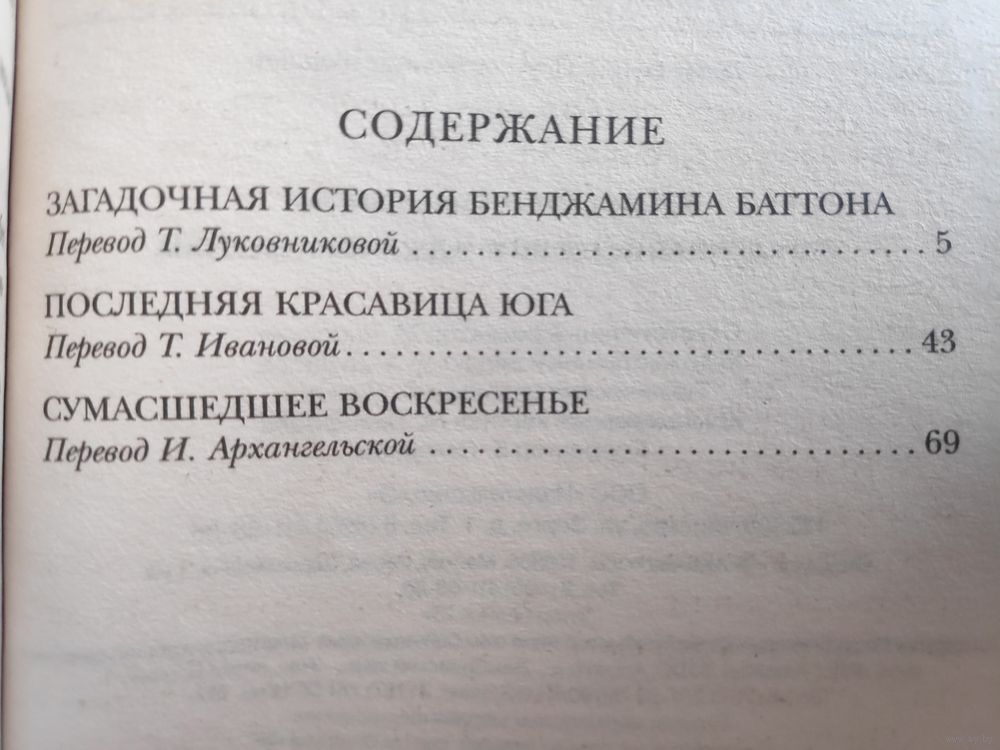 СОДЕРЖАНИЕ
ЗАГАДОЧНАЯ ИСТОРИЯ БЕНДЖАМИНА БАТТОНА
Перевод Т. Луковниковой . . . . . . . . . . . . . . . . . . . . . . . . . . . . . . . . . . 5
ПОСЛЕДНЯЯ КРАСАВИЦА ЮГА
Перевод Т. Ивановой . . . . . . . . . . . . . . . . . . . . . . . . . . . . . . . . . . . . . 43
СУМАСШЕДШЕЕ ВОСКРЕСЕНЬЕ
Перевод И. Архангельской . . . . . . . . . . . . . . . . . . . . . . . . . . . . . . . . 69